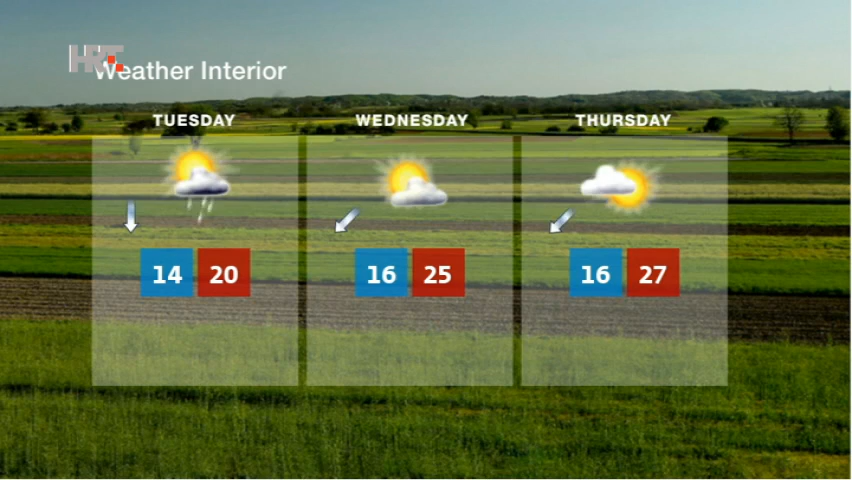 HRT
Weather Interior
TUESDAY
WEDNESDAY
THURSDAY
14 20
16 25
16 27